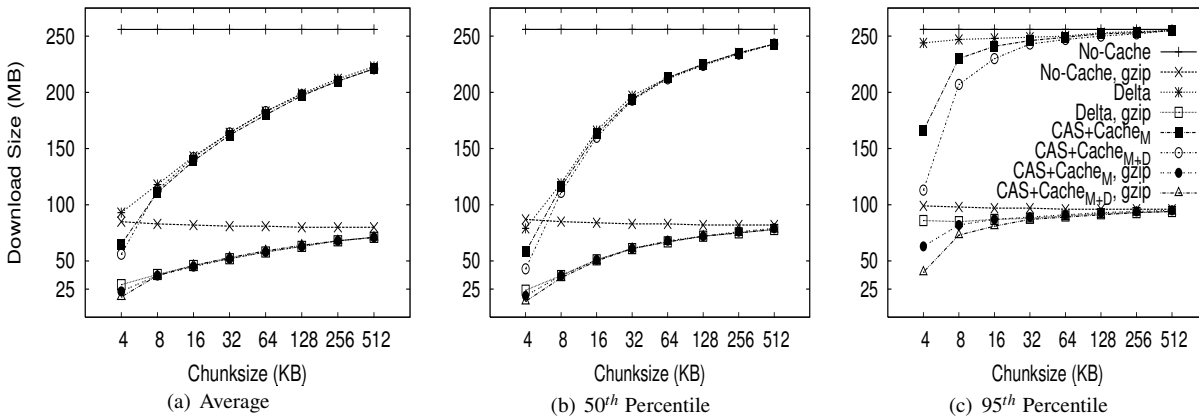 Download Size (MB)
250
200
150
100
50
25
4 8 16 32 64 128 256 512
Chunksize (KB)
(a) Average
250
200
150
100
50
25
4 8 16 32 64 128 256 512
Chunksize (KB)
(b) 50th Percentile
250
200
150
100
50
25
4 8 16 32 64 128 256 512
Chunksize (KB)
(c) 95th Percentile
No-Cache
No-Cache, gzip
Delta
Delta, gzip
CAS+CacheM
CAS+CacheM+D
CAS+CacheM, gzip
CAS+CacheM+D, gzip